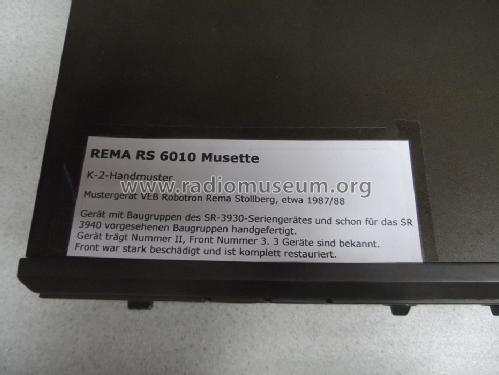 REMA RS 6010 Musette
K-2-Handmuster
www.radiomuseum.org
Mustergerät VEB Robotron Rema Stollberg, etwa 1987/88
Gerät mit Baugruppen des SR-3930-Seriengerätes und schon für das SR
3940 vorgesehenen Baugruppen handgefertigt.
Gerät trägt Nummer II, Front Nummer 3. 3 Geräte sind bekannt.
Front war stark beschädigt und ist komplett restauriert.